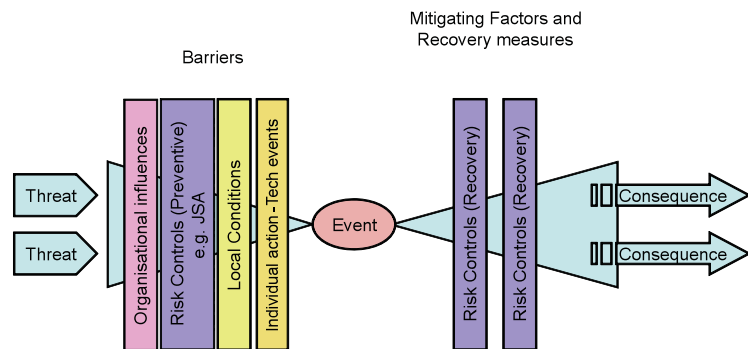 Mitigating Factors and
Recovery measures
Barriers
Threat
Threat
Organisational influences
Risk Controls (Preventive)
e.g. JSA
Local Conditions
Individual action - Tech events
Event
Risk Controls (Recovery)
Risk Controls (Recovery)
Consequence
Consequence